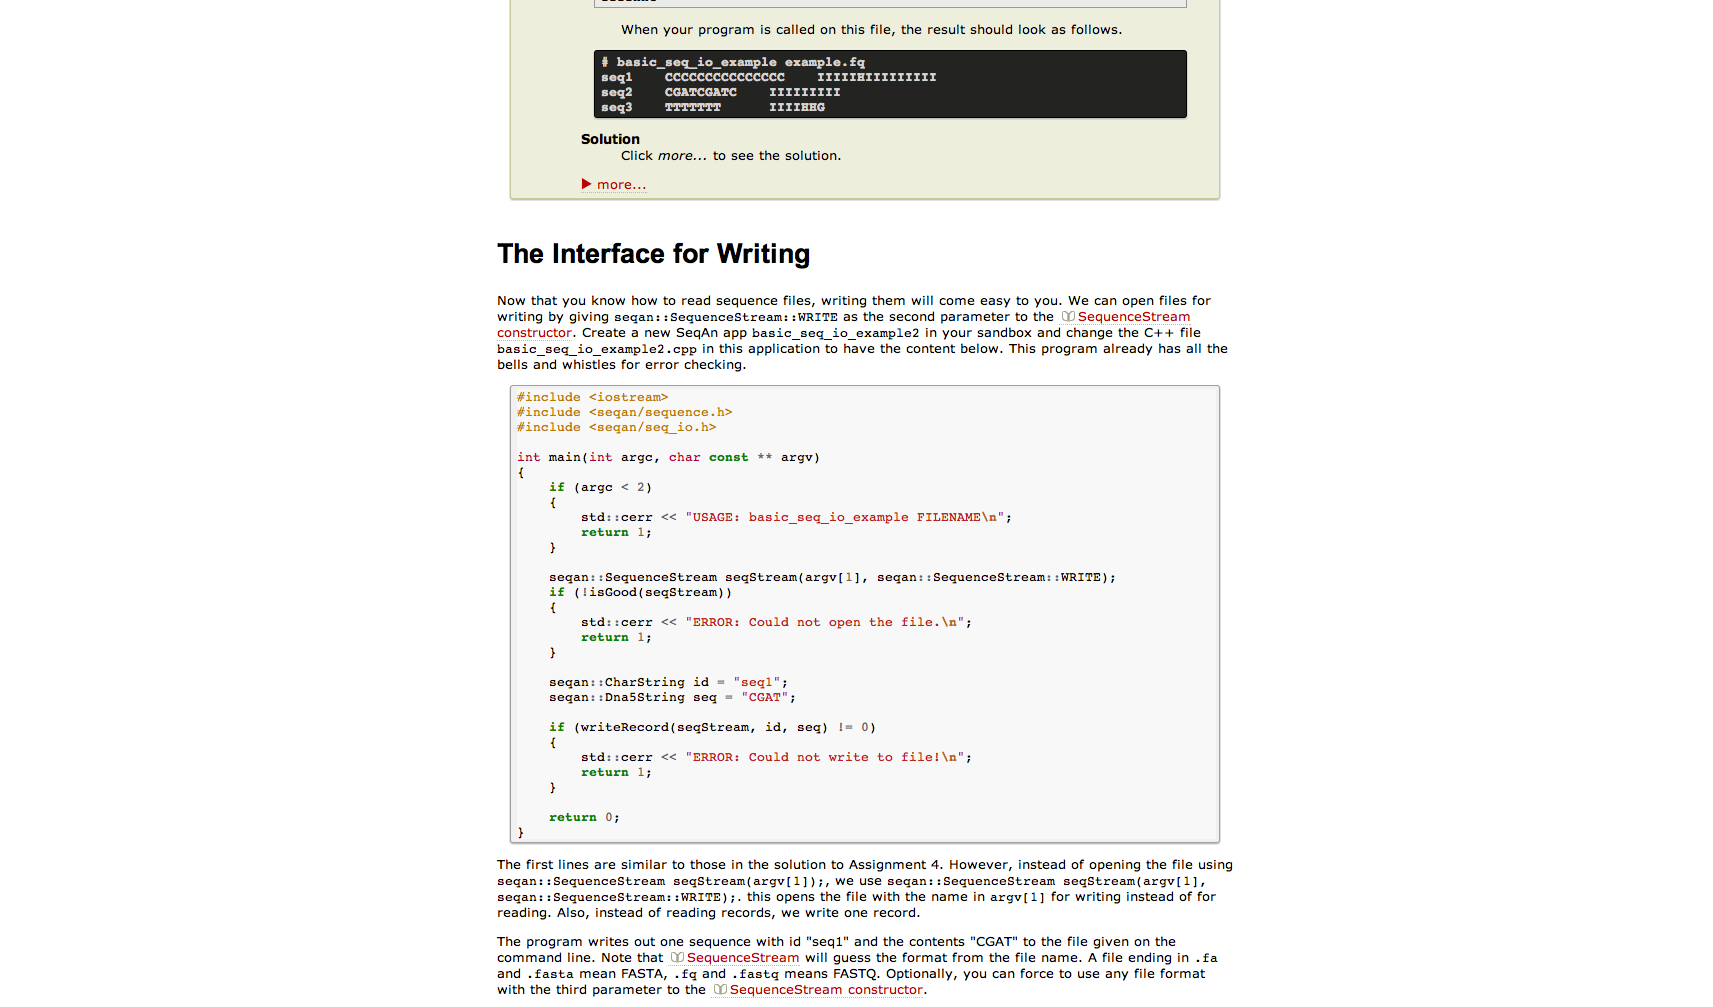 When your program is called on this file, the result should look as follows.
# basic_seq_io_example example.fq
seq1    CCCCCCCCCCCCCCC    IIIIIHIIIIIIIII
seq2    CGATCGATC    IIIIIIIII
seq3    TTTTTTT      IIIIHHG
Solution
Click more... to see the solution.
▶ more...
The Interface for Writing
Now that you know how to read sequence files, writing them will come easy to you. We can open files for
writing by giving seqan::SequenceStream::WRITE as the second parameter to the SequenceStream
constructor. Create a new SeqAn app basic_seq_io_example2 in your sandbox and change the C++ file
basic_seq_io_example2.cpp in this application to have the content below. This program already has all the
bells and whistles for error checking.
#include <iostream>
#include <seqan/sequence.h>
#include <seqan/seq_io.h>
int main(int argc, char const ** argv)
{
    if (argc < 2)
    {
        std::cerr << "USAGE: basic_seq_io_example FILENAME\n";
        return 1;
    }
    seqan::SequenceStream seqStream(argv[1], seqan::SequenceStream::WRITE);
    if (!isGood(seqStream))
    {
        std::cerr << "ERROR: Could not open the file.\n";
        return 1;
    }
    seqan::CharString id = "seq1";
    seqan::Dna5String seq = "CGAT";
    if (writeRecord(seqStream, id, seq) != 0)
    {
        std::cerr << "ERROR: Could not write to file!\n";
        return 1;
    }
    return 0;
}
The first lines are similar to those in the solution to Assignment 4. However, instead of opening the file using
seqan::SequenceStream seqStream(argv[1]);, we use seqan::SequenceStream seqStream(argv[1],
seqan::SequenceStream::WRITE);. this opens the file with the name in argv[1] for writing instead of for
reading. Also, instead of reading records, we write one record.
The program writes out one sequence with id "seq1" and the contents "CGAT" to the file given on the
command line. Note that SequenceStream will guess the format from the file name. A file ending in .fa
and .fasta mean FASTA, .fq and .fastq means FASTQ. Optionally, you can force to use any file format
with the third parameter to the SequenceStream constructor.